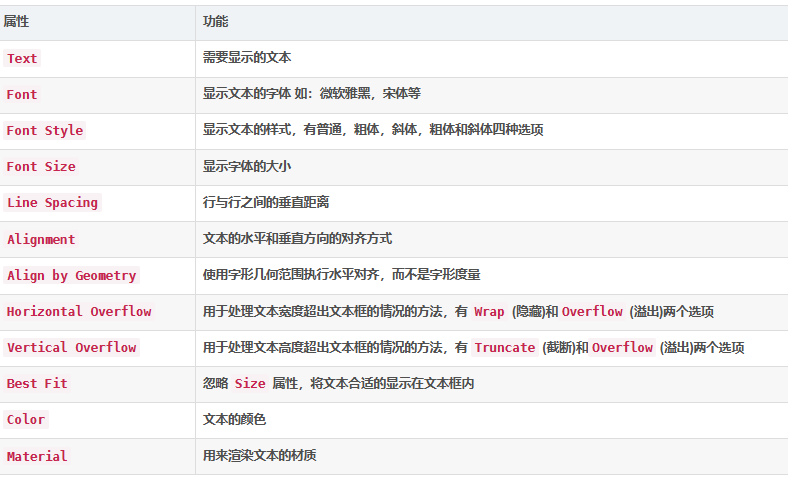 属性 功能
Text 需要显示的文本
Font 显示文本的字体 如：微软雅黑，宋体等
Font Style 显示文本的样式，有普通，粗体，斜体，粗体和斜体四种选项
Font Size 显示字体的大小
Line Spacing 行与行之间的垂直距离
Alignment 文本的水平和垂直方向的对齐方式
Align by Geometry 使用字形几何范围执行水平对齐，而不是字形度量
Horizontal Overflow 用于处理文本宽度超出文本框的情况的方法，有 Wrap (隐藏)和 Overflow (溢出)两个选项
Vertical Overflow 用于处理文本高度超出文本框的情况的方法，有 Truncate (截断)和 Overflow (溢出)两个选项
Best Fit 忽略 Size 属性，将文本合适的显示在文本框内
Color 文本的颜色
Material 用来渲染文本的材质